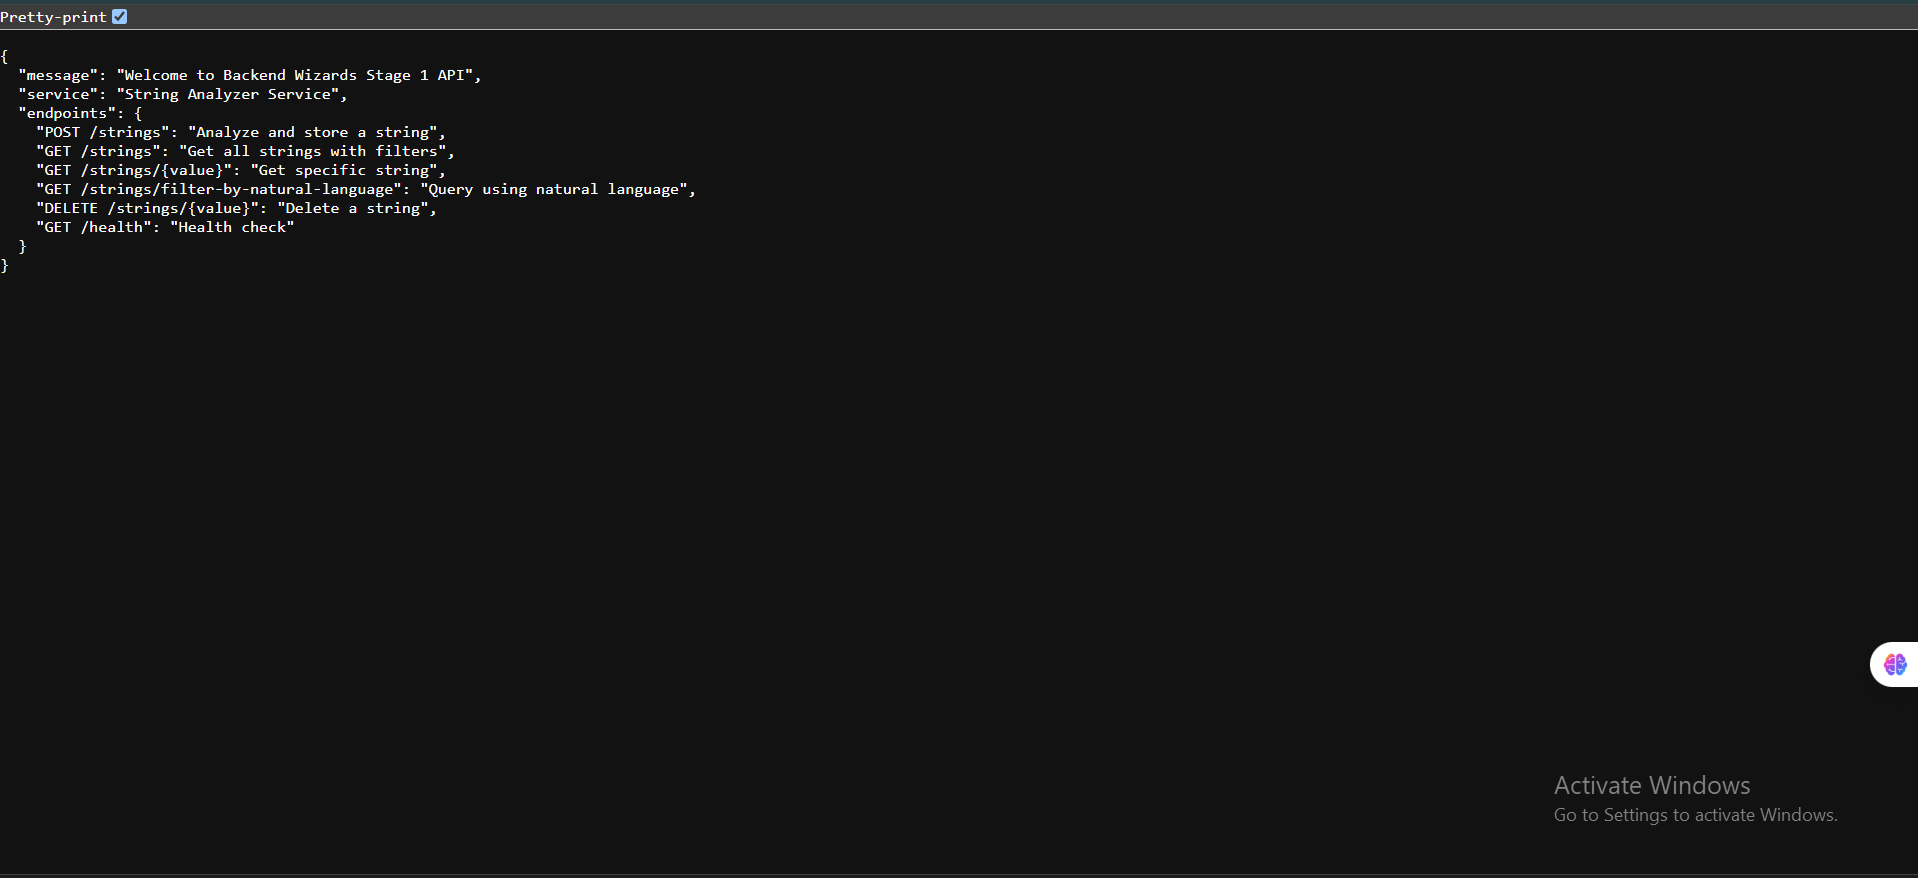 Pretty-print
{
"message": "Welcome to Backend Wizards Stage 1 API",
"service": "String Analyzer Service",
"endpoints": {
"POST /strings": "Analyze and store a string",
"GET /strings": "Get all strings with filters",
"GET /strings/{value}": "Get specific string",
"GET /strings/filter-by-natural-language": "Query using natural language",
"DELETE /strings/{value}": "Delete a string",
"GET /health": "Health check"
}
}
Activate Windows
Go to Settings to activate Windows.